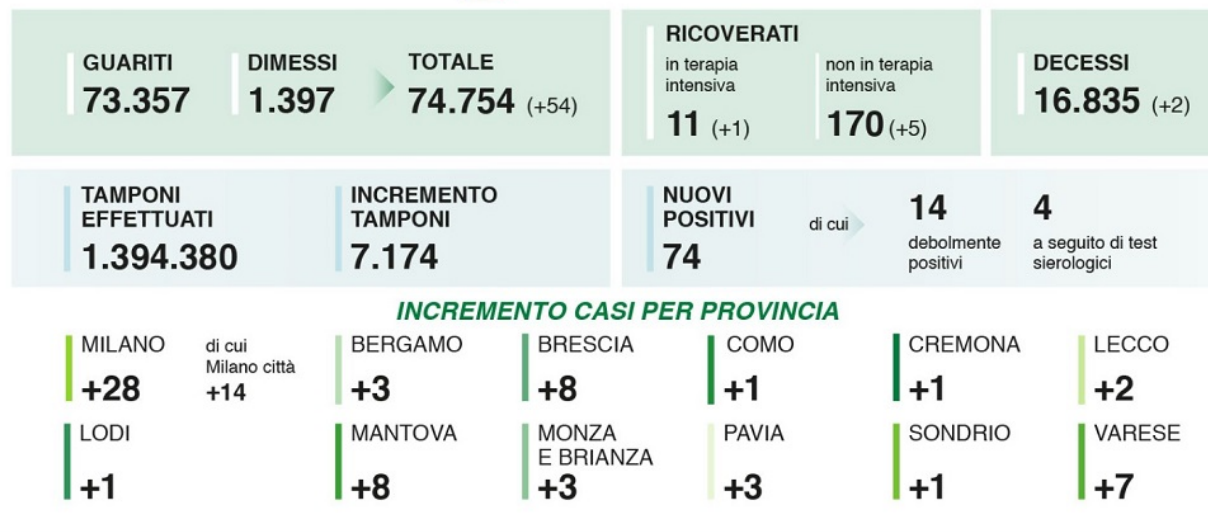 GUARITI
73.357
DIMESSI
1.397
TOTALE
74.754 (+54)
RICOVERATI
in terapia
intensiva
11 (+1)
non in terapia
intensiva
170 (+5)
DECESSI
16.835 (+2)
TAMPONI
EFFETTUATI
1.394.380
INCREMENTO
TAMPONI
7.174
NUOVI
POSITIVI
74
di cui
14
debolmente
positivi
4
a seguito di test
sierologici
INCREMENTO CASI PER PROVINCIA
MILANO
+28
di cui
Milano città
+14
BERGAMO
+3
BRESCIA
+8
COMO
+1
CREMONA
+1
LECCO
+2
LODI
+1
MANTOVA
+8
MONZA
E BRIANZA
+3
PAVIA
+3
SONDRIO
+1
VARESE
+7